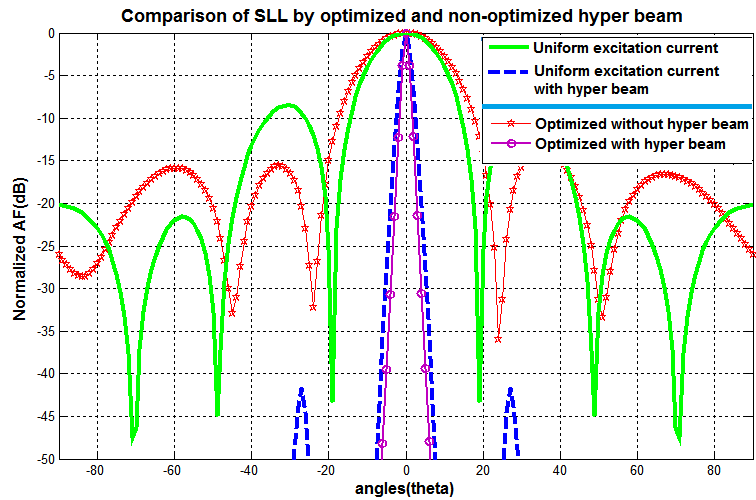 Comparison of SLL by optimized and non-optimized hyper beam
Uniform excitation current
Uniform excitation current
with hyper beam
Optimized without hyper beam
Optimized with hyper beam
Normalized AF(dB)
0
-5
-10
-15
-20
-25
-30
-35
-40
-45
-50
-80
-60
-40
-20
0
20
40
60
80
angles(theta)